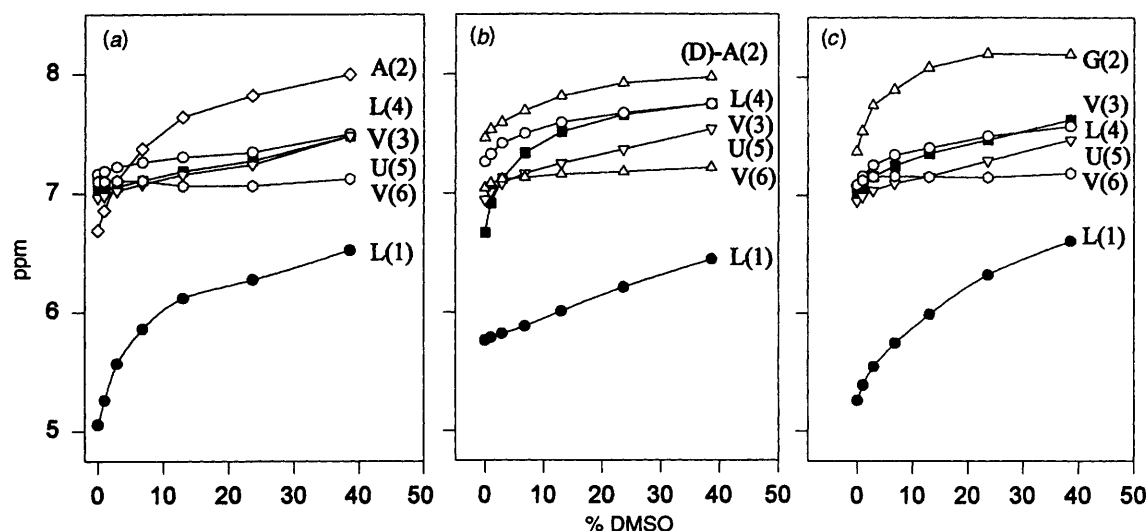 (a)
A(2)
L(4)
V(3)
U(5)
V(6)
L(1)
(b)
(D)-A(2)
L(4)
V(3)
U(5)
V(6)
L(1)
(c)
G(2)
V(3)
L(4)
U(5)
V(6)
L(1)
8
7
6
5
ppm
0 10 20 30 40 50
0 10 20 30 40 50
0 10 20 30 40 50
% DMSO